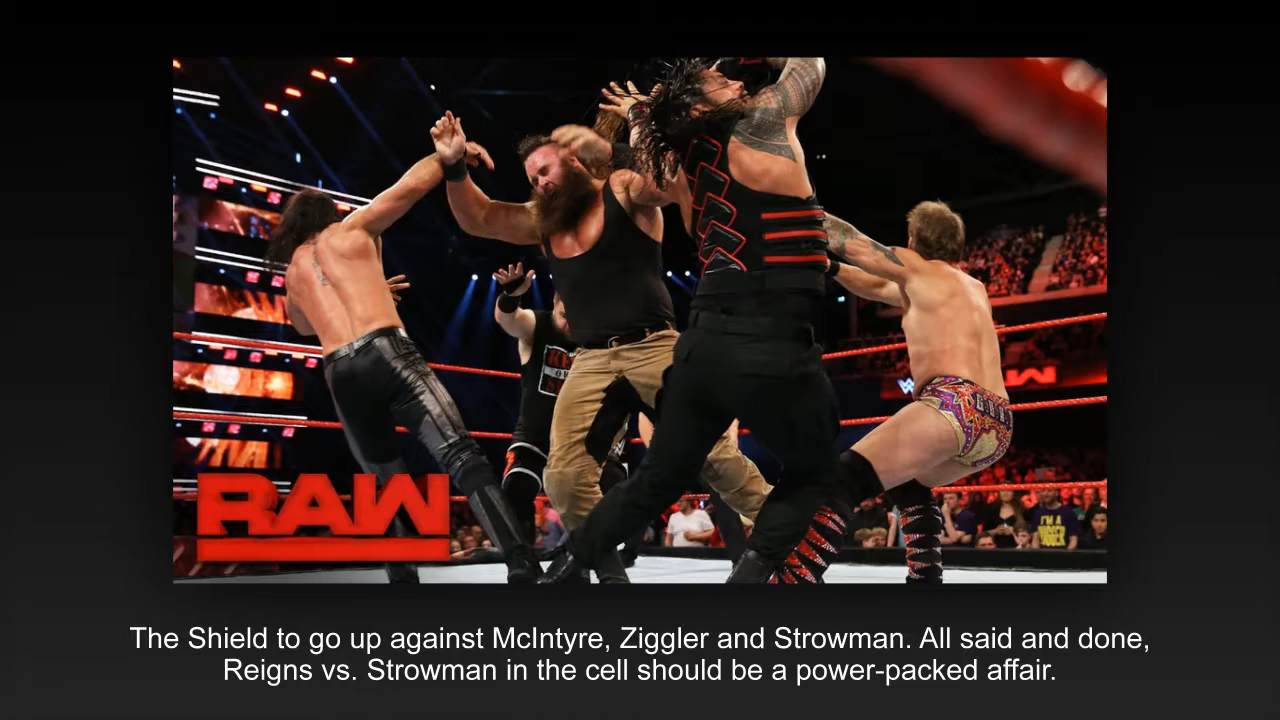 RAW
I'M A
The Shield to go up against McIntyre, Ziggler and Strowman. All said and done,
Reigns vs. Strowman in the cell should be a power-packed affair.